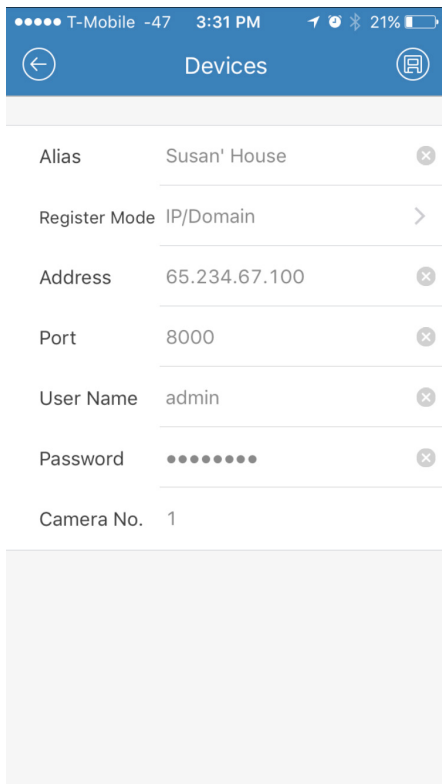 T-Mobile -47 3:31 PM 21%
Devices
Alias Susan' House
Register Mode IP/Domain
Address 65.234.67.100
Port 8000
User Name admin
Password ●●●●●●●●
Camera No. 1